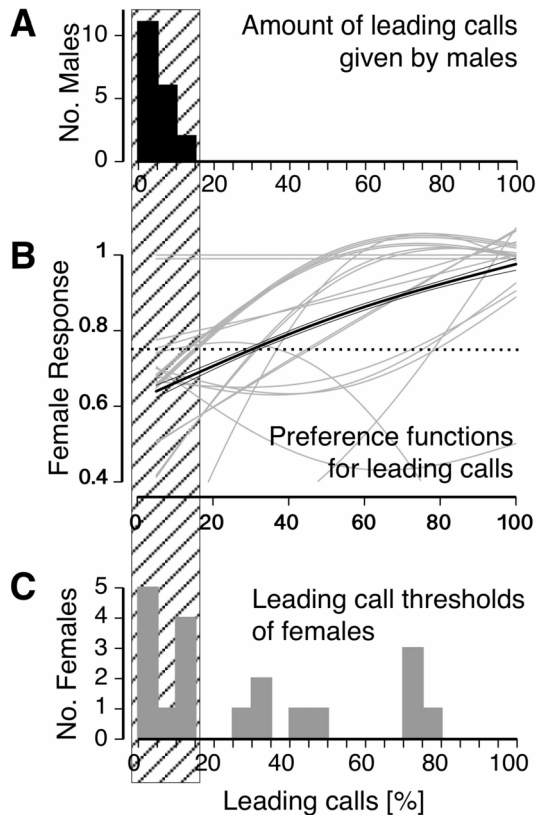 A
Amount of leading calls
given by males
No. Males
10
5
0
0 20 40 60 80 100
B
Female Response
1
0.8
0.6
0.4
Preference functions
for leading calls
0 20 40 60 80 100
C
Leading call thresholds
of females
No. Females
5
4
3
2
1
0
0 20 40 60 80 100
Leading calls [%]